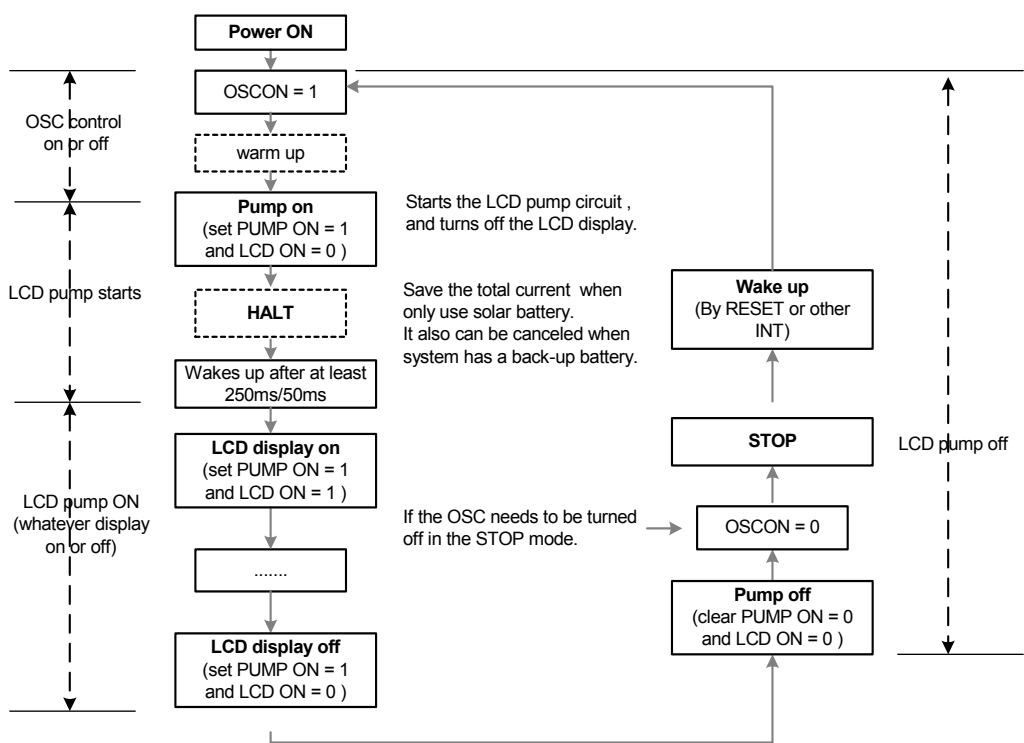 Power ON
OSCON = 1
OSC control
on or off
warm up
Pump on
(set PUMP ON = 1
and LCD ON = 0 )
Starts the LCD pump circuit ,
and turns off the LCD display.
LCD pump starts
HALT
Save the total current when
only use solar battery.
It also can be canceled when
system has a back-up battery.
Wakes up after at least
250ms/50ms
LCD display on
(set PUMP ON = 1
and LCD ON = 1 )
LCD pump ON
(whatever display
on or off)
.......
LCD display off
(set PUMP ON = 1
and LCD ON = 0 )
Wake up
(By RESET or other
INT)
STOP
If the OSC needs to be turned
off in the STOP mode.
OSCON = 0
Pump off
(clear PUMP ON = 0
and LCD ON = 0 )
LCD pump off